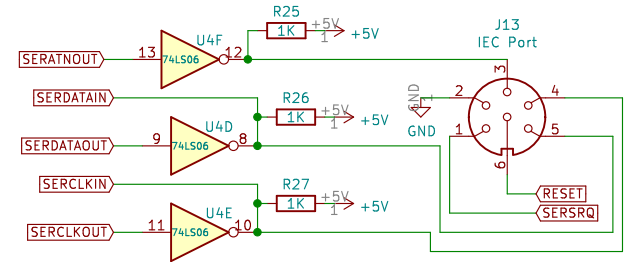 R25
1K
+5V
1
+5V
SERATNOUT
13
U4F
74LS06
12
J13
IEC Port
3
GND
1
GND
2
4
1
5
6
SERDATAIN
R26
1K
+5V
1
+5V
SERDATAOUT
9
U4D
74LS06
8
SERCLKIN
R27
1K
+5V
1
+5V
SERCLKOUT
11
U4E
74LS06
10
RESET
SERSRQ